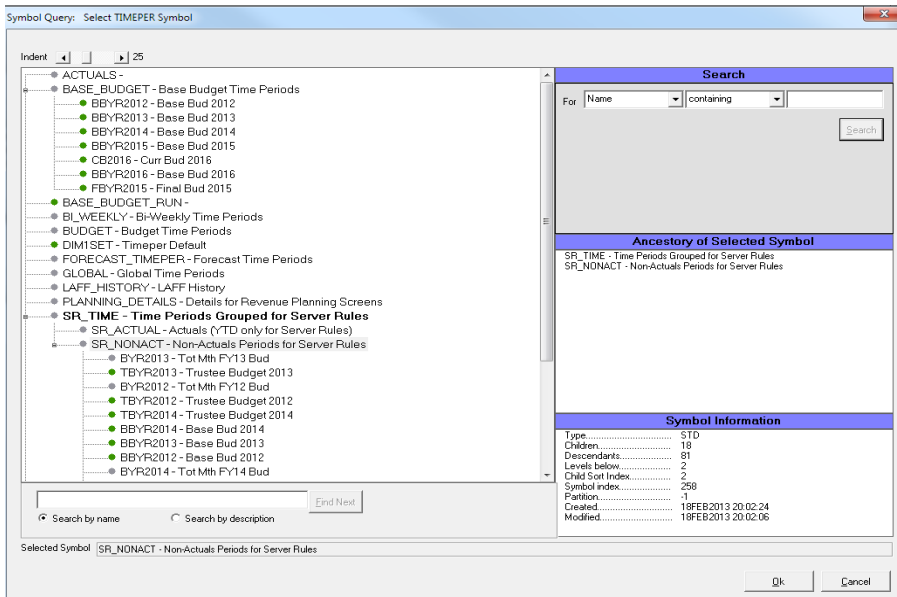 Symbol Query: Select TIMEPER Symbol
Indent 25
ACTUALS -
BASE_BUDGET - Base Budget Time Periods
BBYR2012 - Base Bud 2012
BBYR2013 - Base Bud 2013
BBYR2014 - Base Bud 2014
BBYR2015 - Base Bud 2015
CB2016 - Curr Bud 2016
BBYR2016 - Base Bud 2016
FBYR2015 - Final Bud 2015
BASE_BUDGET_RUN -
BI_WEEKLY - Bi-Weekly Time Periods
BUDGET - Budget Time Periods
DIM1SET - Timeper Default
FORECAST_TIMEPER - Forecast Time Periods
GLOBAL - Global Time Periods
LAFF_HISTORY - LAFF History
PLANNING_DETAILS - Details for Revenue Planning Screens
SR_TIME - Time Periods Grouped for Server Rules
SR_ACTUAL - Actuals (YTD only for Server Rules)
SR_NONACT - Non-Actuals Periods for Server Rules
BYR2013 - Tot Mth FY13 Bud
TBYR2013 - Trustee Budget 2013
BYR2012 - Tot Mth FY12 Bud
TBYR2012 - Trustee Budget 2012
TBYR2014 - Trustee Budget 2014
BBYR2014 - Base Bud 2014
BBYR2013 - Base Bud 2013
BBYR2012 - Base Bud 2012
BYR2014 - Tot Mth FY14 Bud
Find Next
Search by name Search by description
Search
For Name containing
Search
Ancestory of Selected Symbol
SR_TIME - Time Periods Grouped for Server Rules
SR_NONACT - Non-Actuals Periods for Server Rules
Symbol Information
Type............................... STD
Children........................... 18
Descendants................... 81
Levels below.................. 2
Child Sort Index.............. 2
Symbol index.................. 258
Partition........................... -1
Created........................... 18FEB2013 20:02:24
Modified.......................... 18FEB2013 20:02:06
Selected Symbol SR_NONACT - Non-Actuals Periods for Server Rules
Ok Cancel